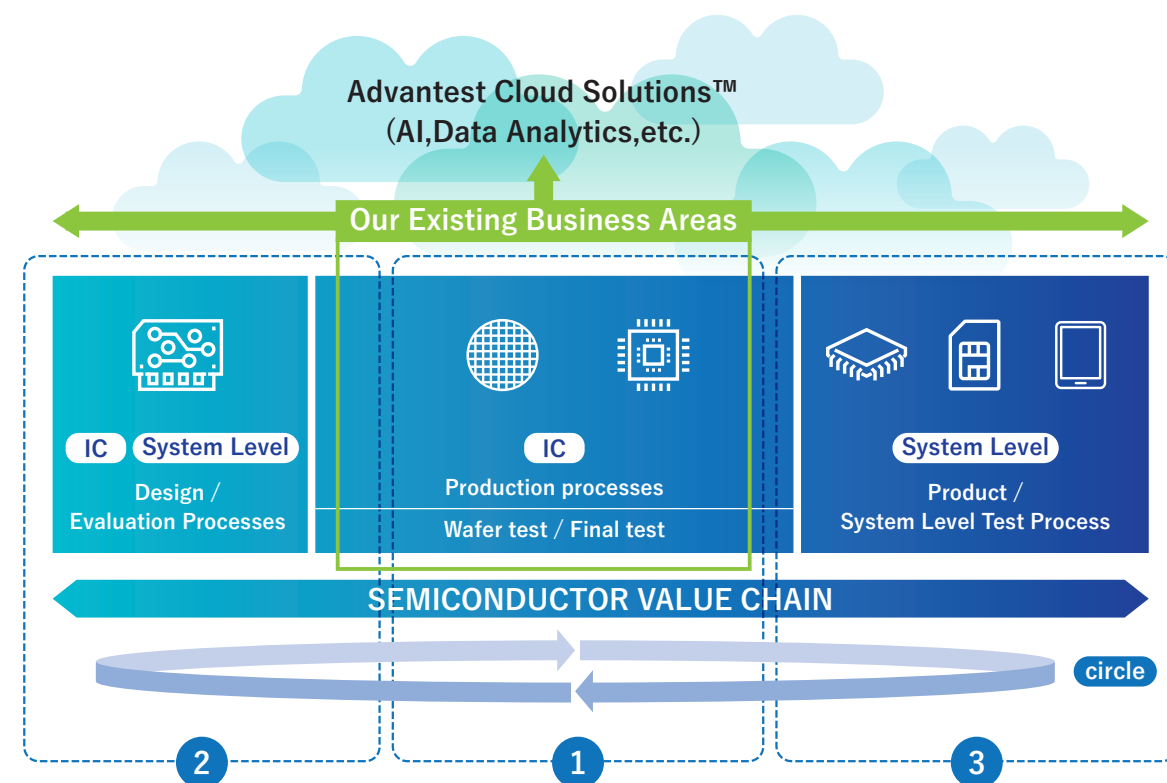 Advantest Cloud Solutions™
(AI,Data Analytics,etc.)
Our Existing Business Areas
IC System Level
Design /
Evaluation Processes
IC
Production processes
Wafer test / Final test
System Level
Product /
System Level Test Process
SEMICONDUCTOR VALUE CHAIN
circle
2
1
3